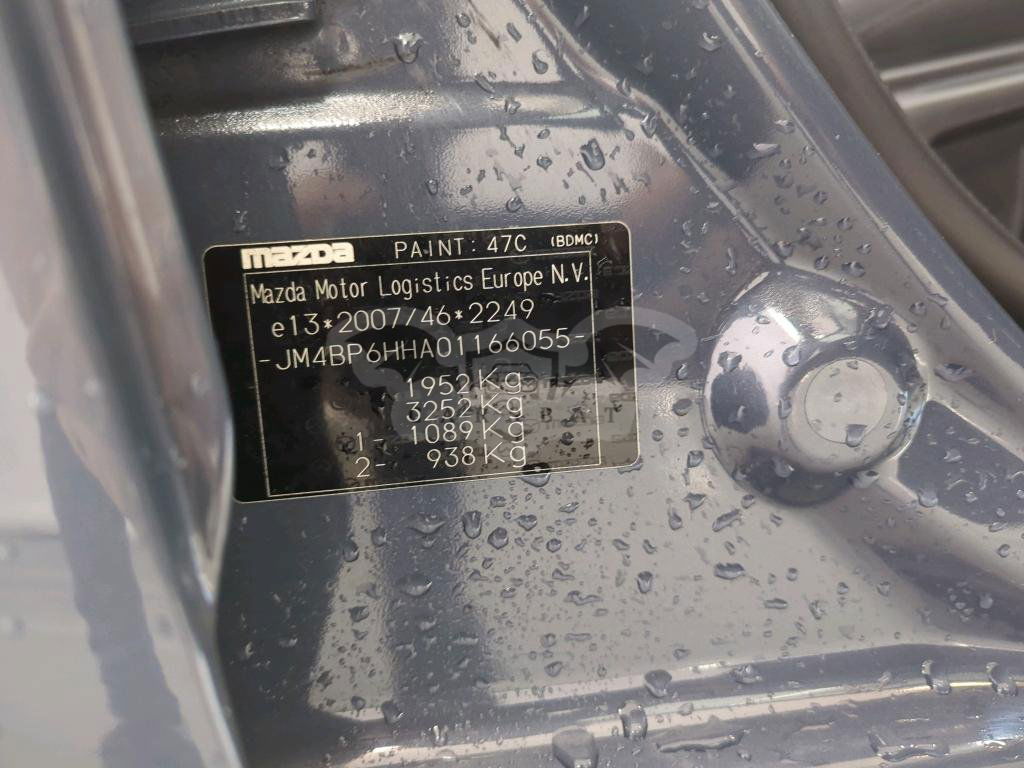 mazda PAINT: 47C (BDMC)
Mazda Motor Logistics Europe N.V.
e13*2007/46*2249
-JM4BP6HHA01166055-
1952 Kg
3252 Kg
1- 1089 Kg
2- 938 Kg